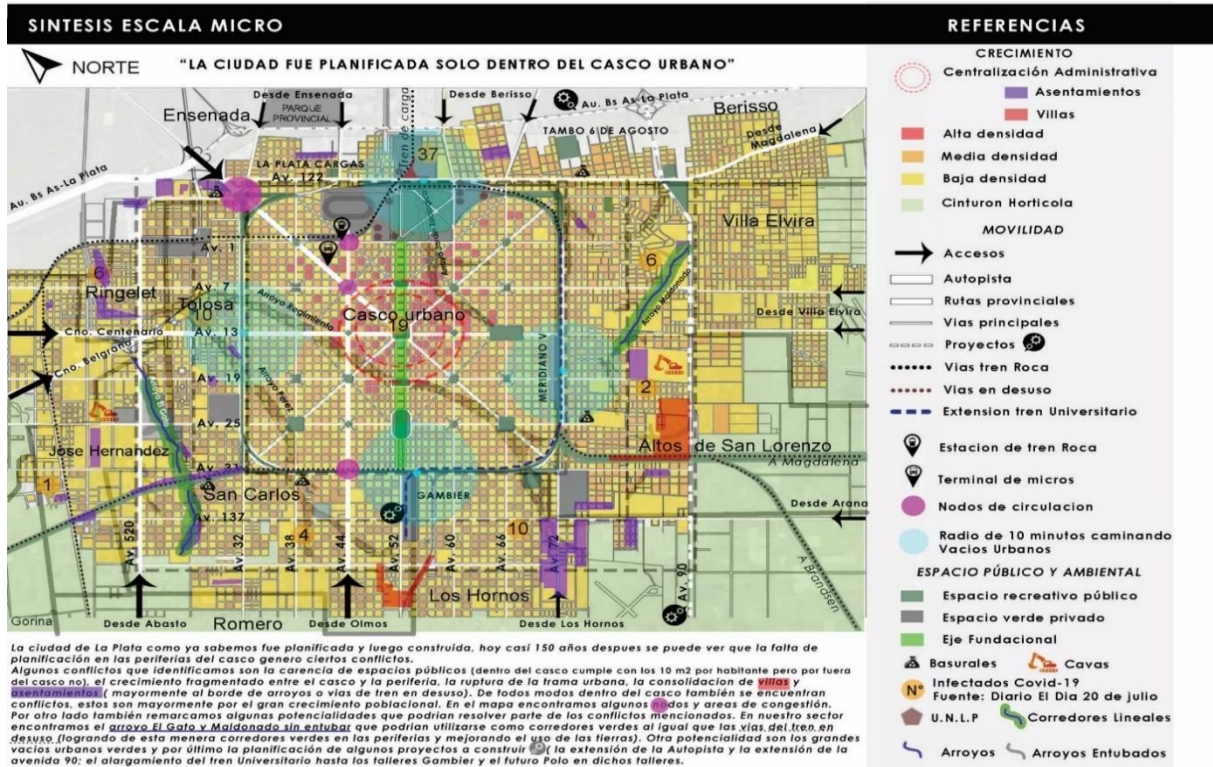 SINTESIS ESCALA MICRO
NORTE
"LA CIUDAD FUE PLANIFICADA SOLO DENTRO DEL CASCO URBANO"
Desde Ensenada
Desde Berisso
Au. Bs As-La Plata
Ensenada
PARQUE
PROVINCIAL
Tren de carga
Berisso
TAMBO 6 DE AGOSTO
Desde
Magdalena
37
LA PLATA CARGAS
Av. 122
Au. Bs As-La Plata
Villa Elvira
Av. 1
6
6
Ringelet
Av. 7
Tolosa
10
Arroyo Regimiento
Casco urbano
19
Arroyo Maldonado
Desde Villa Elvira
Cno. Centenario
Av. 13
Cno. Belgrano
MERIDIANO V
Av. 19
Arroyo Perez
2
Arroyo El Gato
Av. 25
Jose Hernandez
Altos de San Lorenzo
A Magdalena
Av. 31
1
San Carlos
GAMBIER
Desde Arana
Av. 137
4
10
Av. 520
Av. 32
Av. 38
Av. 44
Av. 52
Av. 60
Av. 66
Av. 72
Av. 90
A Brandsen
Los Hornos
Gorina
Desde Abasto
Romero
Desde Olmos
Desde Los Hornos
La ciudad de La Plata como ya sabemos fue planificada y luego construida, hoy casi 150 años despues se puede ver que la falta de
planificación en las periferias del casco genero ciertos conflictos.
Algunos conflictos que identificamos son la carencia de espacios públicos (dentro del casco cumple con los 10 m2 por habitante pero por fuera
del casco no), el crecimiento fragmentado entre el casco y la periferia, la ruptura de la trama urbana, la consolidacion de villas y
asentamientos ( mayormente al borde de arroyos o vias de tren en desuso). De todos modos dentro del casco también se encuentran
conflictos, estos son mayormente por el gran crecimiento poblacional. En el mapa encontramos algunos nodos y areas de congestión.
Por otro lado también remarcamos algunas potencialidades que podrian resolver parte de los conflictos mencionados. En nuestro sector
encontramos el arroyo El Gato y Maldonado sin entubar que podrían utilizarse como corredores verdes al igual que las vías del tren en
desuso (logrando de esta manera corredores verdes en las periferias y mejorando el uso de las tierras). Otra potencialidad son los grandes
vacíos urbanos verdes y por último la planificación de algunos proyectos a construir ( la extensión de la Autopísta y la extensión de la
avenida 90; el alargamiento del tren Universitario hasta los talleres Gambier y el futuro Polo en dichos talleres.
REFERENCIAS
CRECIMIENTO
Centralización Administrativa
Asentamientos
Villas
Alta densidad
Media densidad
Baja densidad
Cinturon Horticola
MOVILIDAD
Accesos
Autopista
Rutas provinciales
Vias principales
Proyectos
Vias tren Roca
Vias en desuso
Extension tren Universitario
Estacion de tren Roca
Terminal de micros
Nodos de circulacion
Radio de 10 minutos caminando
Vacios Urbanos
ESPACIO PÚBLICO Y AMBIENTAL
Espacio recreativo público
Espacio verde privado
Eje Fundacional
Basurales
Cavas
N° Infectados Covid-19
Fuente: Diario El Dia 20 de julio
U.N.L.P
Corredores Lineales
Arroyos
Arroyos Entubados